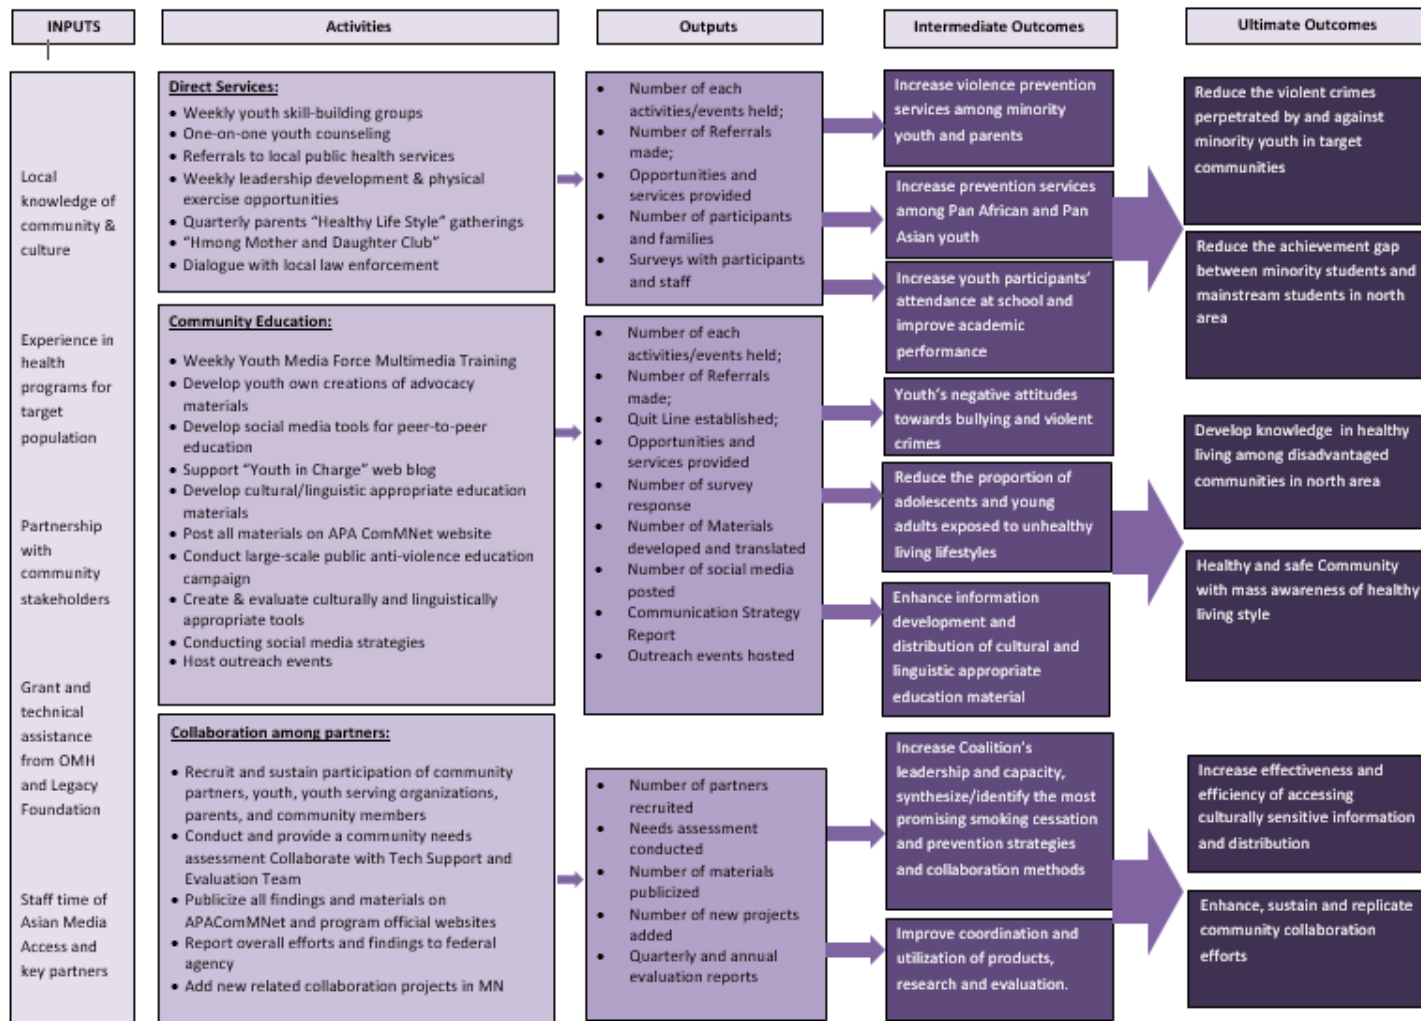 INPUTS
Activities
Outputs
Intermediate Outcomes
Ultimate Outcomes
Local
knowledge of
community &
culture
Experience in
health
programs for
target
population
Partnership
with
community
stakeholders
Grant and
technical
assistance
from OMH
and Legacy
Foundation
Staff time of
Asian Media
Access and
key partners
Direct Services:
• Weekly youth skill-building groups
• One-on-one youth counseling
• Referrals to local public health services
• Weekly leadership development & physical
exercise opportunities
• Quarterly parents “Healthy Life Style” gatherings
• “Hmong Mother and Daughter Club”
• Dialogue with local law enforcement
Community Education:
• Weekly Youth Media Force Multimedia Training
• Develop youth own creations of advocacy
materials
• Develop social media tools for peer-to-peer
education
• Support “Youth in Charge” web blog
• Develop cultural/linguistic appropriate education
materials
• Post all materials on APA ComMNet website
• Conduct large-scale public anti-violence education
campaign
• Create & evaluate culturally and linguistically
appropriate tools
• Conducting social media strategies
• Host outreach events
Collaboration among partners:
• Recruit and sustain participation of community
partners, youth, youth serving organizations,
parents, and community members
• Conduct and provide a community needs
assessment Collaborate with Tech Support and
Evaluation Team
• Publicize all findings and materials on
APAComMNet and program official websites
• Report overall efforts and findings to federal
agency
• Add new related collaboration projects in MN
• Number of each
activities/events held;
• Number of Referrals
made;
• Opportunities and
services provided
• Number of participants
and families
• Surveys with participants
and staff
• Number of each
activities/events held;
• Number of Referrals
made;
• Quit Line established;
• Opportunities and
services provided
• Number of survey
response
• Number of Materials
developed and translated
• Number of social media
posted
• Communication Strategy
Report
• Outreach events hosted
• Number of partners
recruited
• Needs assessment
conducted
• Number of materials
publicized
• Number of new projects
added
• Quarterly and annual
evaluation reports
Increase violence prevention
services among minority
youth and parents
Increase prevention services
among Pan African and Pan
Asian youth
Increase youth participants’
attendance at school and
improve academic
performance
Youth’s negative attitudes
towards bullying and violent
crimes
Reduce the proportion of
adolescents and young
adults exposed to unhealthy
living lifestyles
Enhance information
development and
distribution of cultural and
linguistic appropriate
education material
Increase Coalition’s
leadership and capacity,
synthesize/identify the most
promising smoking cessation
and prevention strategies
and collaboration methods
Improve coordination and
utilization of products,
research and evaluation.
Reduce the violent crimes
perpetrated by and against
minority youth in target
communities
Reduce the achievement gap
between minority students and
mainstream students in north
area
Develop knowledge in healthy
living among disadvantaged
communities in north area
Healthy and safe Community
with mass awareness of healthy
living style
Increase effectiveness and
efficiency of accessing
culturally sensitive information
and distribution
Enhance, sustain and replicate
community collaboration
efforts